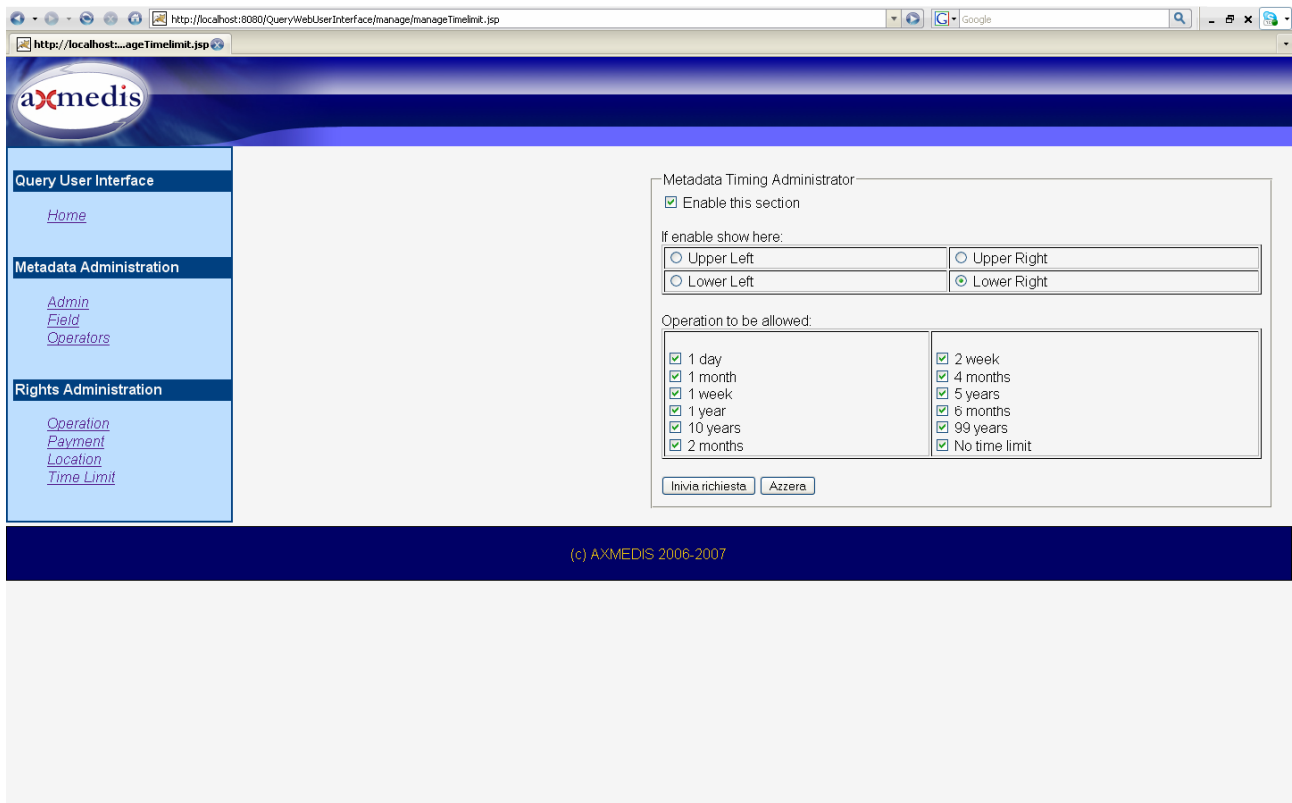 http://localhost:8080/QueryWebUserInterface/manage/manageTimelimit.jsp
G Google
http://localhost:...ageTimelimit.jsp
axmedis
Query User Interface
Home
Metadata Administration
Admin
Field
Operators
Rights Administration
Operation
Payment
Location
Time Limit
Metadata Timing Administrator
Enable this section
If enable show here:
Upper Left Upper Right
Lower Left Lower Right
Operation to be allowed:
1 day 2 week
1 month 4 months
1 week 5 years
1 year 6 months
10 years 99 years
2 months No time limit
Inivia richiesta Azzera
(c) AXMEDIS 2006-2007